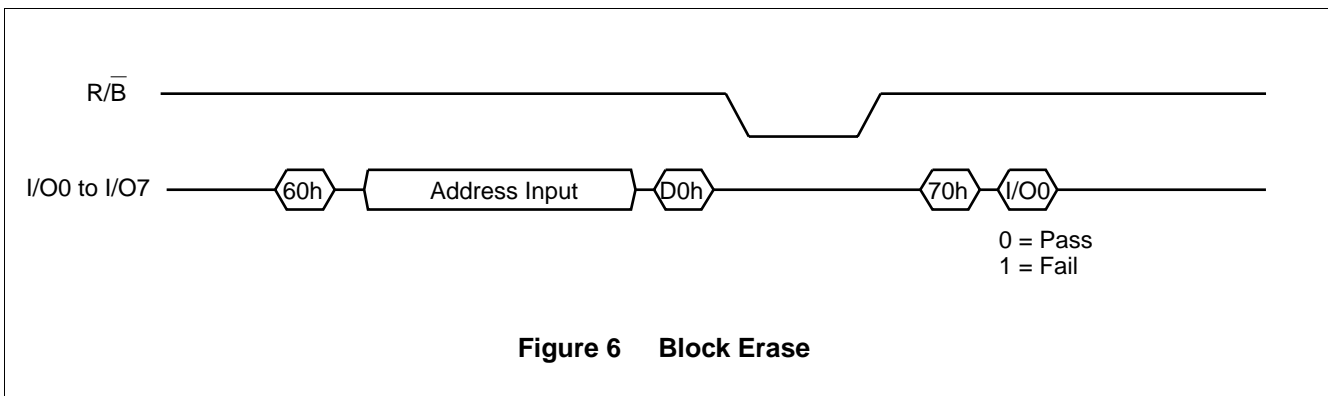 R/B̅
I/O0 to I/O7 60h Address Input D0h 70h I/O0
0 = Pass
1 = Fail
Figure 6 Block Erase